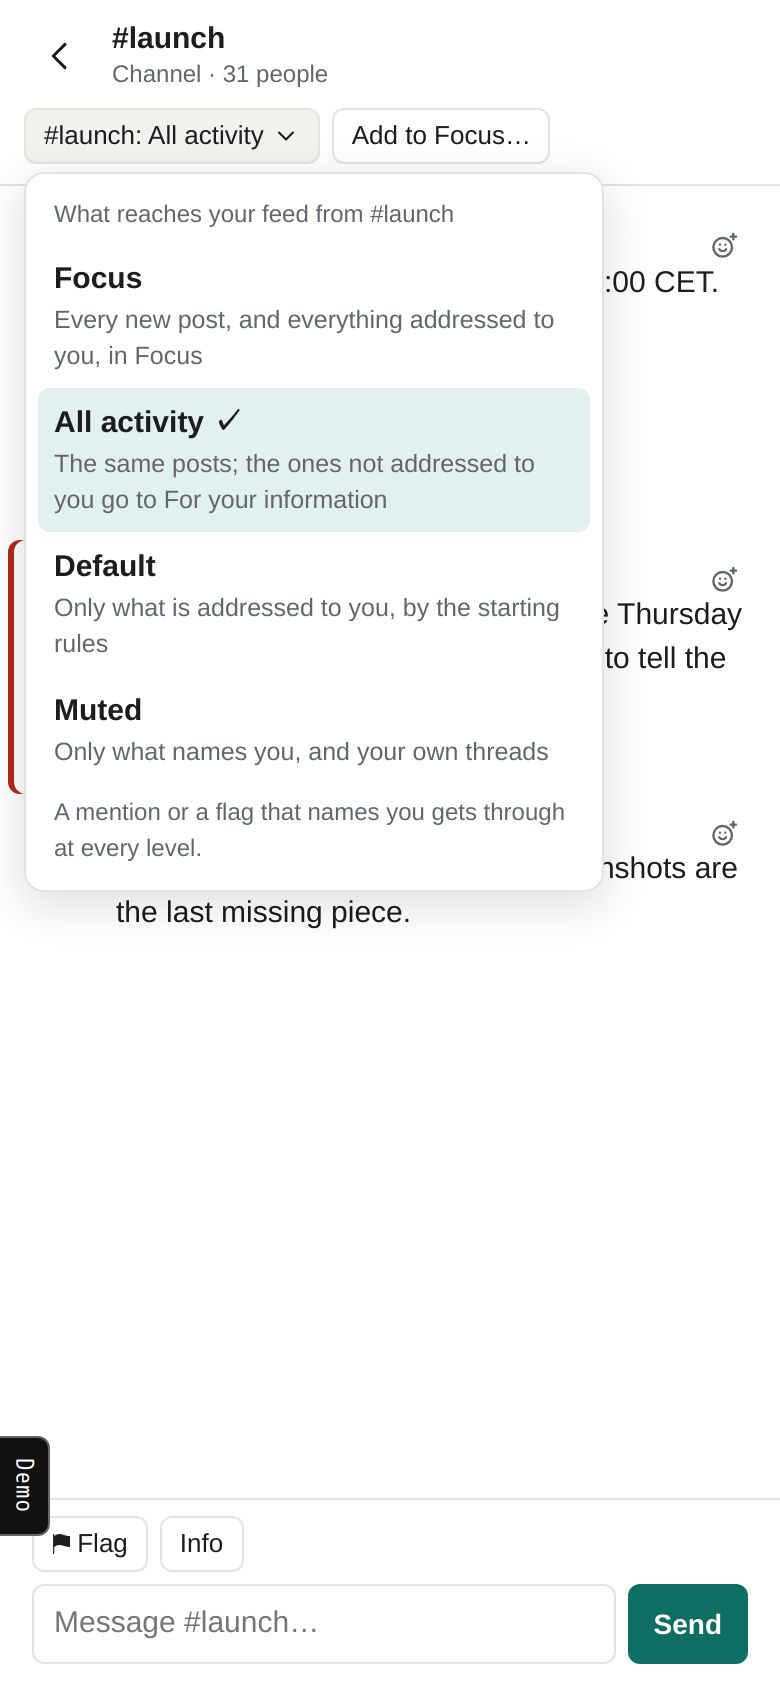 #launch
Channel · 31 people
#launch: All activity
Add to Focus…
What reaches your feed from #launch
Focus
Every new post, and everything addressed to
you, in Focus
All activity ✓
The same posts; the ones not addressed to
you go to For your information
Default
Only what is addressed to you, by the starting
rules
Muted
Only what names you, and your own threads
A mention or a flag that names you gets through
at every level.
:00 CET.
Thursday
to tell the
are
the last missing piece.
Demo
Flag
Info
Message #launch…
Send